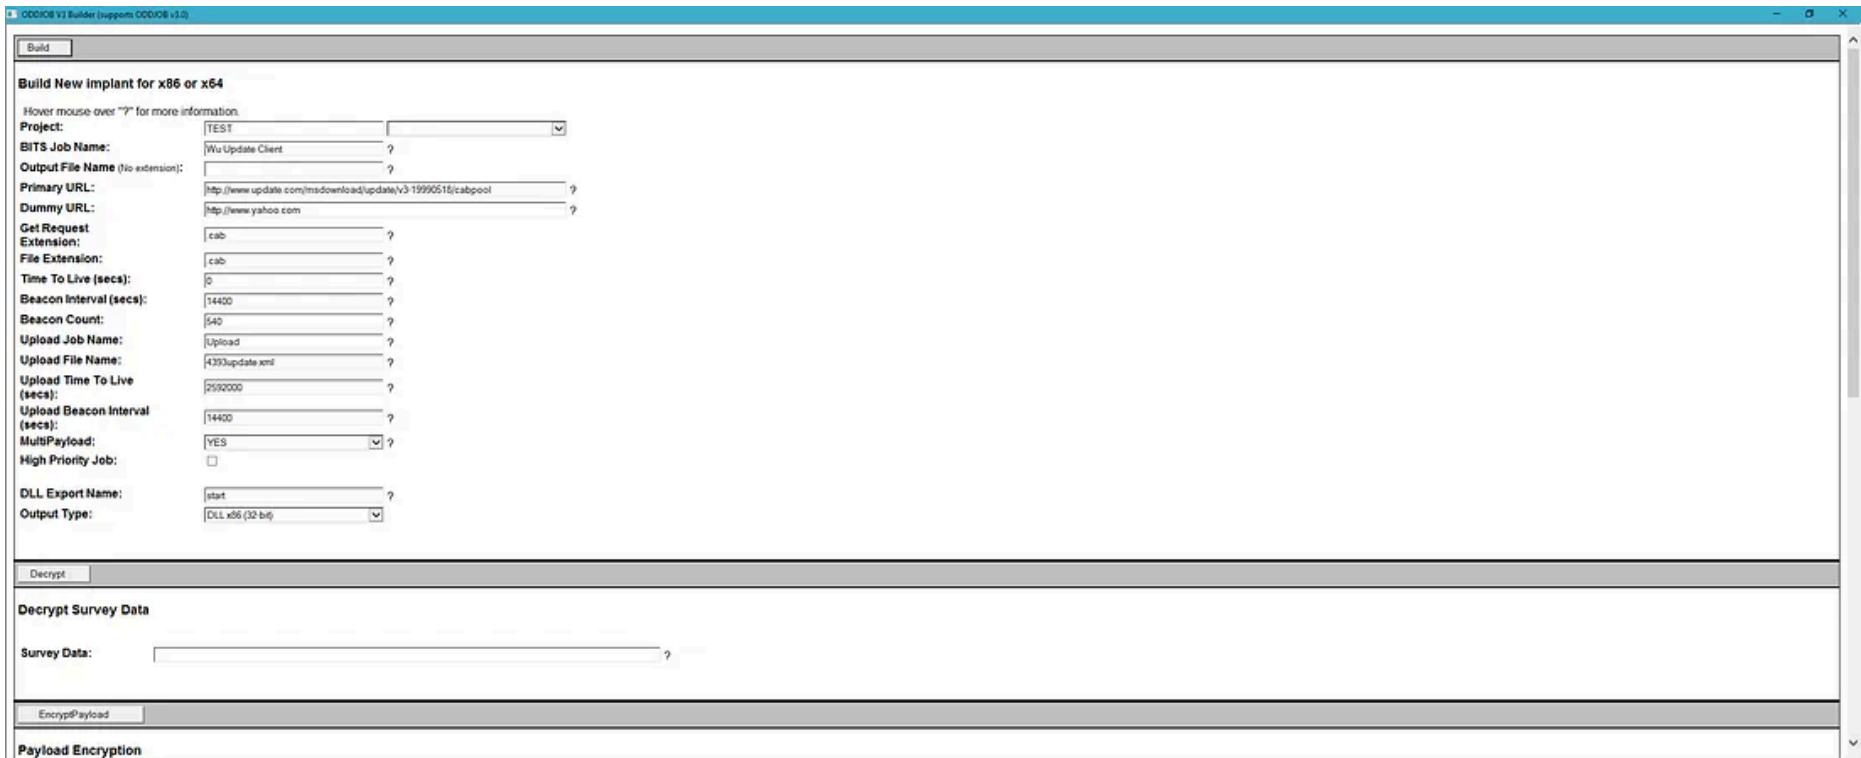 ODDJOB V3 Builder (supports ODDJOB v3.0)
Build
Build New implant for x86 or x64
Hover mouse over "?" for more information.
Project: TEST
BITS Job Name: Wu Update Client ?
Output File Name (No extension): ?
Primary URL: http://www.update.com/msdownload/update/v3-19990518/cabpool ?
Dummy URL: http://www.yahoo.com ?
Get Request
Extension: .cab ?
File Extension: .cab ?
Time To Live (secs): 0 ?
Beacon Interval (secs): 14400 ?
Beacon Count: 540 ?
Upload Job Name: Upload ?
Upload File Name: 4393update.xml ?
Upload Time To Live
(secs): 2592000 ?
Upload Beacon Interval
(secs): 14400 ?
MultiPayload: YES ?
High Priority Job:
DLL Export Name: start ?
Output Type: DLL x86 (32-bit)
Decrypt
Decrypt Survey Data
Survey Data: ?
EncryptPayload
Payload Encryption